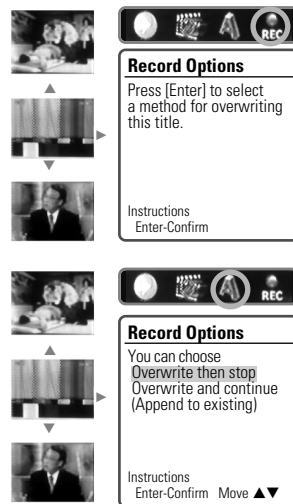 REC
Record Options
Press [Enter] to select
a method for overwriting
this title.
Instructions
Enter-Confirm
REC
Record Options
You can choose
Overwrite then stop
Overwrite and continue
(Append to existing)
Instructions
Enter-Confirm Move ▲▼